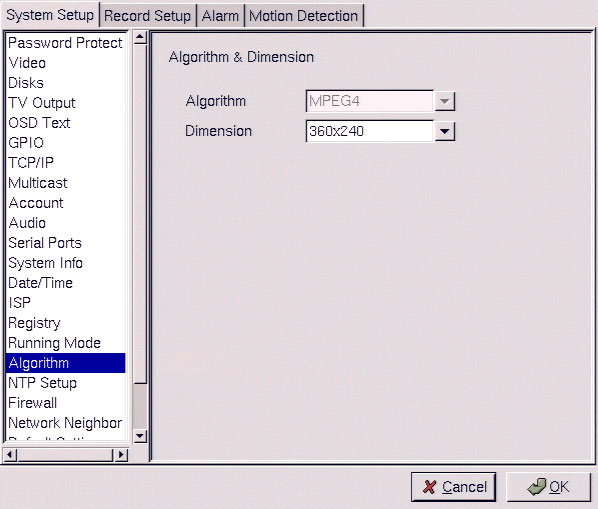 System Setup Record Setup Alarm Motion Detection
Password Protect
Video
Disks
TV Output
OSD Text
GPIO
TCP/IP
Multicast
Account
Audio
Serial Ports
System Info
Date/Time
ISP
Registry
Running Mode
Algorithm
NTP Setup
Firewall
Network Neighbor
Algorithm & Dimension
Algorithm MPEG4
Dimension 360x240
Cancel OK